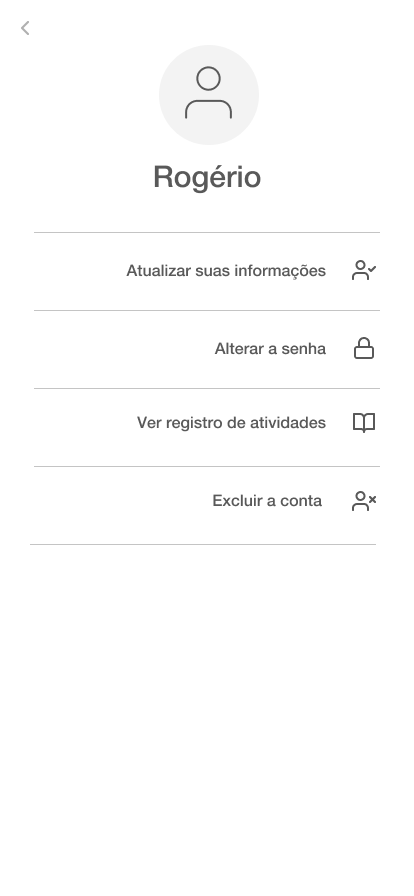 Rogério
Atualizar suas informações
Alterar a senha
Ver registro de atividades
Excluir a conta